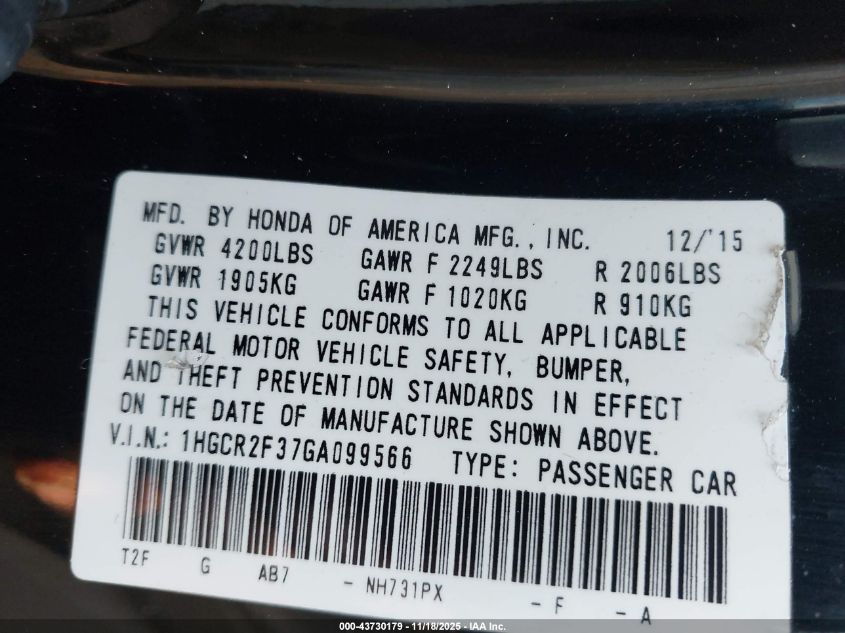 MFD. BY HONDA OF AMERICA MFG., INC. 12/'15
GVWR 4200LBS GAWR F 2249LBS R 2006LBS
GVWR 1905KG GAWR F 1020KG R 910KG
THIS VEHICLE CONFORMS TO ALL APPLICABLE
FEDERAL MOTOR VEHICLE SAFETY, BUMPER,
AND THEFT PREVENTION STANDARDS IN EFFECT
ON THE DATE OF MANUFACTURE SHOWN ABOVE.
V.I.N.: 1HGCR2F37GA099566 TYPE: PASSENGER CAR
T2F G AB7 - NH731PX - F - A
000-43730179 - 11/18/2025 - IAA Inc.